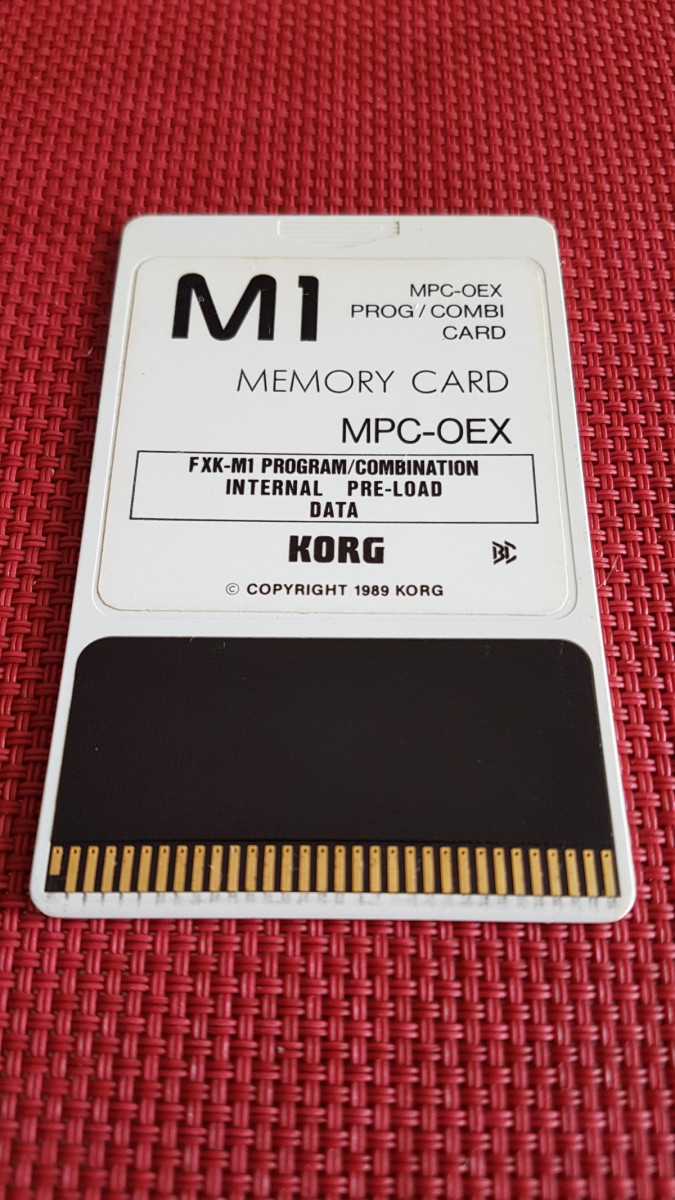 M1
MPC-OEX
PROG/COMBI
CARD
MEMORY CARD
MPC-OEX
FXK-M1 PROGRAM/COMBINATION
INTERNAL PRE-LOAD
DATA
KORG
© COPYRIGHT 1989 KORG